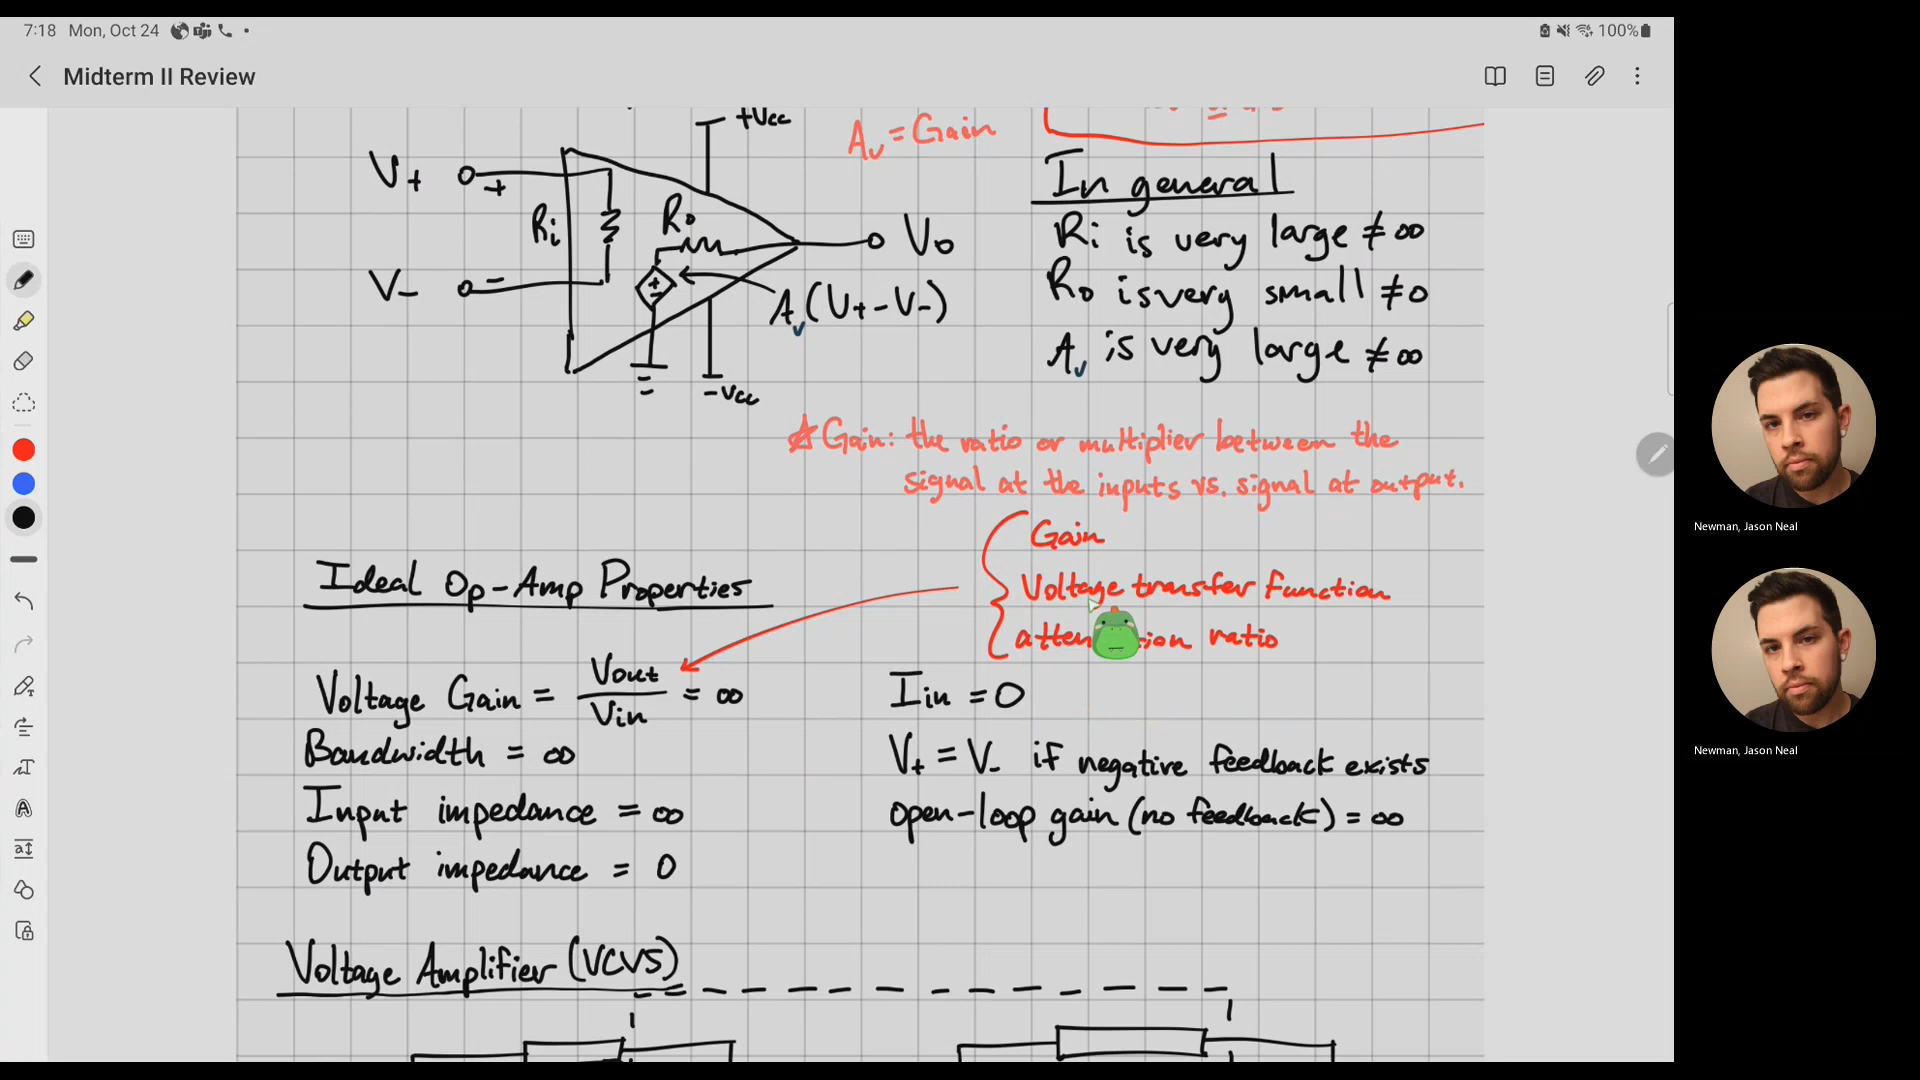 7:18 Mon, Oct 24
100%
Midterm II Review
+Vcc
Av = Gain
V+ +
Ri
Ro
Vo
V- -
Av(V+ - V-)
-Vcc
In general
Ri is very large ≠ ∞
Ro is very small ≠ 0
Av is very large ≠ ∞
☆ Gain: the ratio or multiplier between the
signal at the inputs vs. signal at output.
Gain
Voltage transfer function
ratio
Ideal Op-Amp Properties
Voltage Gain = Vout / Vin = ∞
Bandwidth = ∞
Input impedance = ∞
Output impedance = 0
Iin = 0
V+ = V- if negative feedback exists
open-loop gain (no feedback) = ∞
Voltage Amplifier (VCVS)
Newman, Jason Neal
Newman, Jason Neal